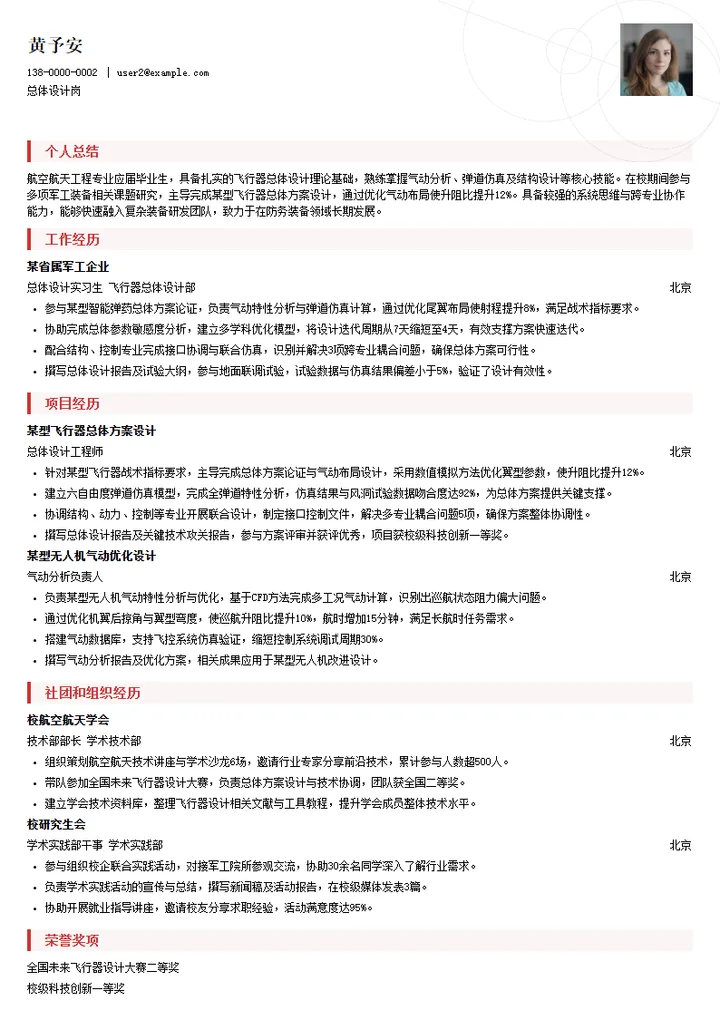 黄予安
138-0000-0002 | user2@example.com
总体设计岗
个人总结
航空航天工程专业应届毕业生，具备扎实的飞行器总体设计理论基础，熟练掌握气动分析、弹道仿真及结构设计等核心技能。在校期间参与
多项军工装备相关课题研究，主导完成某型飞行器总体方案设计，通过优化气动布局使升阻比提升12%。具备较强的系统思维与跨专业协作
能力，能够快速融入复杂装备研发团队，致力于在防务装备领域长期发展。
工作经历
某省属军工企业
总体设计实习生 飞行器总体设计部 北京
• 参与某型智能弹药总体方案论证，负责气动特性分析与弹道仿真计算，通过优化尾翼布局使射程提升8%，满足战术指标要求。
• 协助完成总体参数敏感度分析，建立多学科优化模型，将设计迭代周期从7天缩短至4天，有效支撑方案快速迭代。
• 配合结构、控制专业完成接口协调与联合仿真，识别并解决3项跨专业耦合问题，确保总体方案可行性。
• 撰写总体设计报告及试验大纲，参与地面联调试验，试验数据与仿真结果偏差小于5%，验证了设计有效性。
项目经历
某型飞行器总体方案设计
总体设计工程师 北京
• 针对某型飞行器战术指标要求，主导完成总体方案论证与气动布局设计，采用数值模拟方法优化翼型参数，使升阻比提升12%。
• 建立六自由度弹道仿真模型，完成全弹道特性分析，仿真结果与风洞试验数据吻合度达92%，为总体方案提供关键支撑。
• 协调结构、动力、控制等专业开展联合设计，制定接口控制文件，解决多专业耦合问题5项，确保方案整体协调性。
• 撰写总体设计报告及关键技术攻关报告，参与方案评审并获评优秀，项目获校级科技创新一等奖。
某型无人机气动优化设计
气动分析负责人 北京
• 负责某型无人机气动特性分析与优化，基于CFD方法完成多工况气动计算，识别出巡航状态阻力偏大问题。
• 通过优化机翼后掠角与翼型弯度，使巡航升阻比提升10%，航时增加15分钟，满足长航时任务需求。
• 搭建气动数据库，支持飞控系统仿真验证，缩短控制系统调试周期30%。
• 撰写气动分析报告及优化方案，相关成果应用于某型无人机改进设计。
社团和组织经历
校航空航天学会
技术部部长 学术技术部 北京
• 组织策划航空航天技术讲座与学术沙龙6场，邀请行业专家分享前沿技术，累计参与人数超500人。
• 带队参加全国未来飞行器设计大赛，负责总体方案设计与技术协调，团队获全国二等奖。
• 建立学会技术资料库，整理飞行器设计相关文献与工具教程，提升学会成员整体技术水平。
校研究生会
学术实践部干事 学术实践部 北京
• 参与组织校企联合实践活动，对接军工院所参观交流，协助30余名同学深入了解行业需求。
• 负责学术实践活动的宣传与总结，撰写新闻稿及活动报告，在校级媒体发表3篇。
• 协助开展就业指导讲座，邀请校友分享求职经验，活动满意度达95%。
荣誉奖项
全国未来飞行器设计大赛二等奖
校级科技创新一等奖